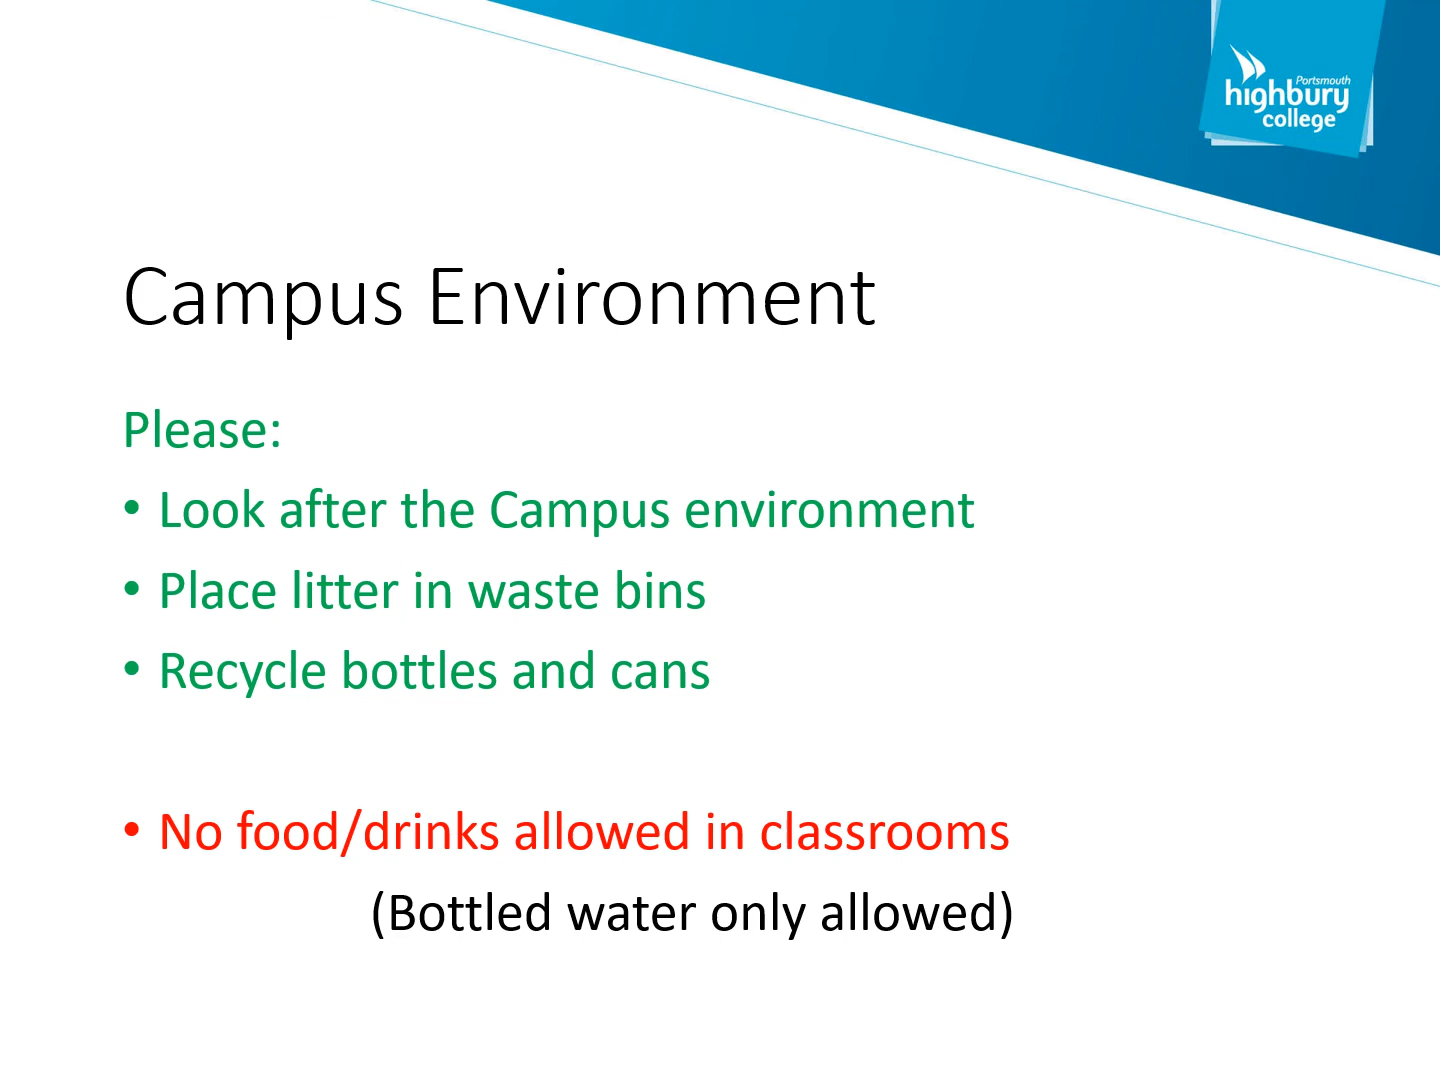 Portsmouth
highbury
college
Campus Environment
Please:
• Look after the Campus environment
• Place litter in waste bins
• Recycle bottles and cans
• No food/drinks allowed in classrooms
(Bottled water only allowed)